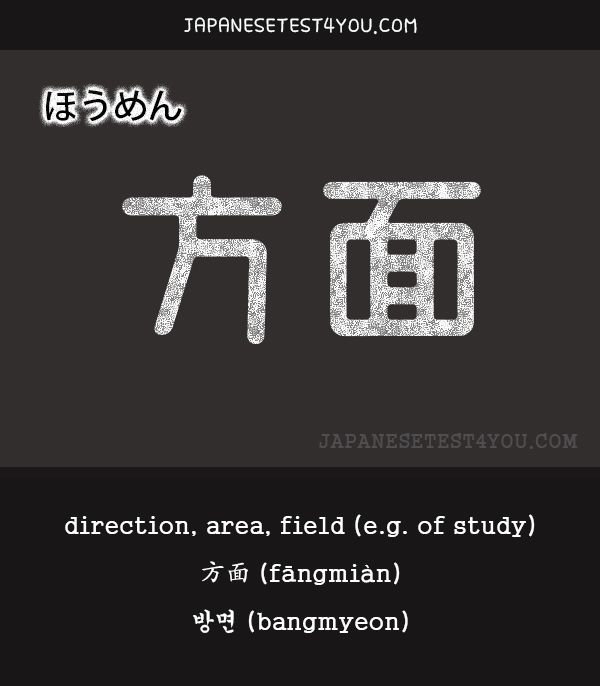 JAPANESETEST4YOU.COM
ほうめん
方面
JAPANESETEST4YOU.COM
direction, area, field (e.g. of study)
方面 (fāngmiàn)
방면 (bangmyeon)